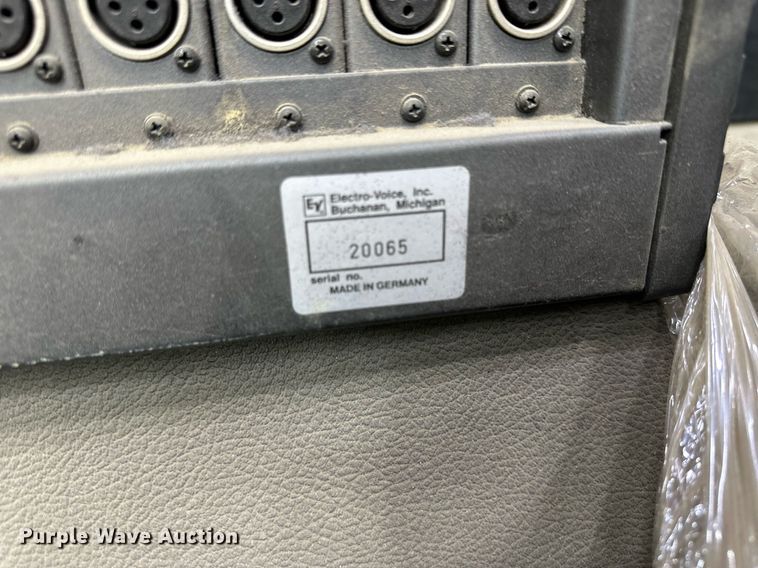 EV Electro-Voice, Inc.
Buchanan, Michigan
20065
serial no.
MADE IN GERMANY
Purple Wave Auction